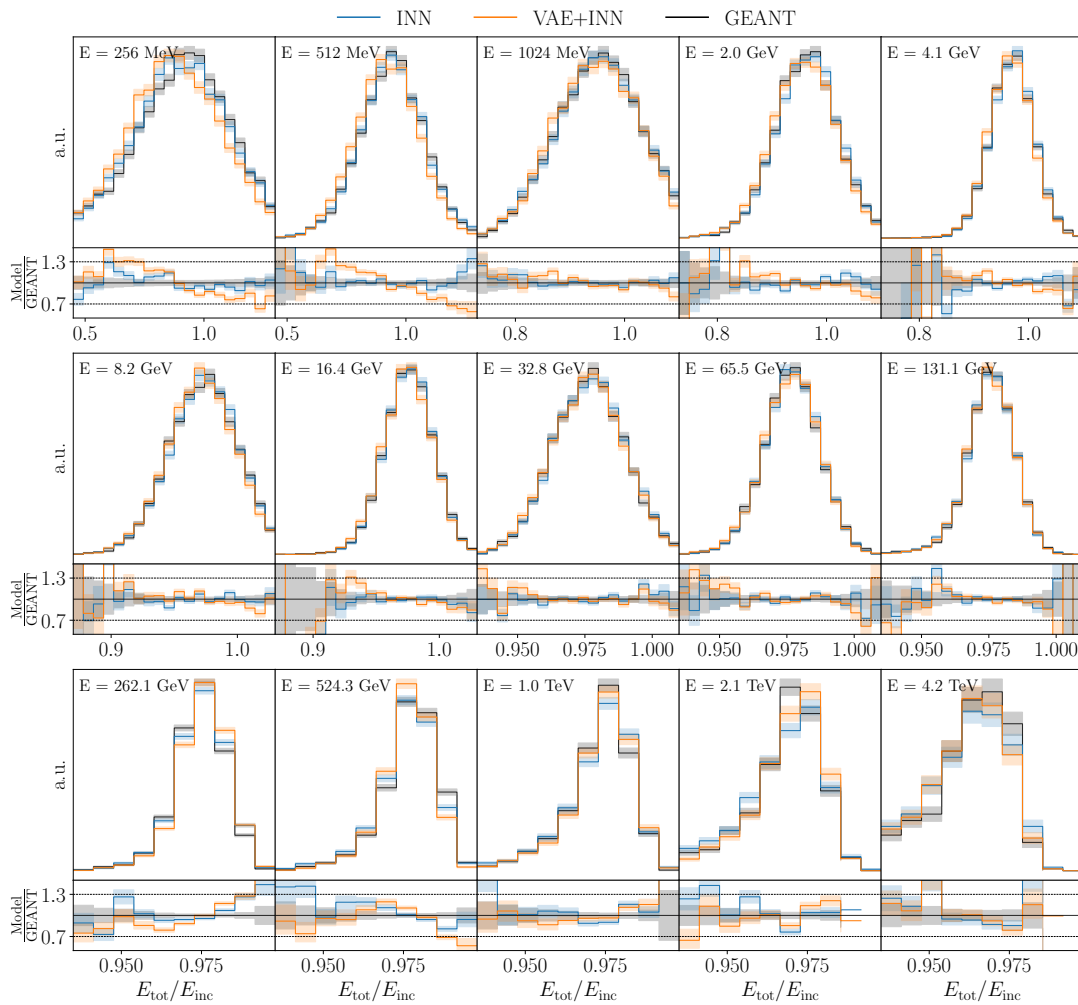 INN VAE+INN GEANT
E = 256 MeV E = 512 MeV E = 1024 MeV E = 2.0 GeV E = 4.1 GeV
a.u.
Model
GEANT
1.3
0.7
0.5 1.0 0.5 1.0 0.8 1.0 0.8 1.0 0.8 1.0
E = 8.2 GeV E = 16.4 GeV E = 32.8 GeV E = 65.5 GeV E = 131.1 GeV
a.u.
Model
GEANT
1.3
0.7
0.9 1.0 0.9 1.0 0.950 0.975 1.000 0.950 0.975 1.000 0.950 0.975 1.000
E = 262.1 GeV E = 524.3 GeV E = 1.0 TeV E = 2.1 TeV E = 4.2 TeV
a.u.
Model
GEANT
1.3
0.7
0.950 0.975 0.950 0.975 0.950 0.975 0.950 0.975 0.950 0.975
E_tot/E_inc E_tot/E_inc E_tot/E_inc E_tot/E_inc E_tot/E_inc